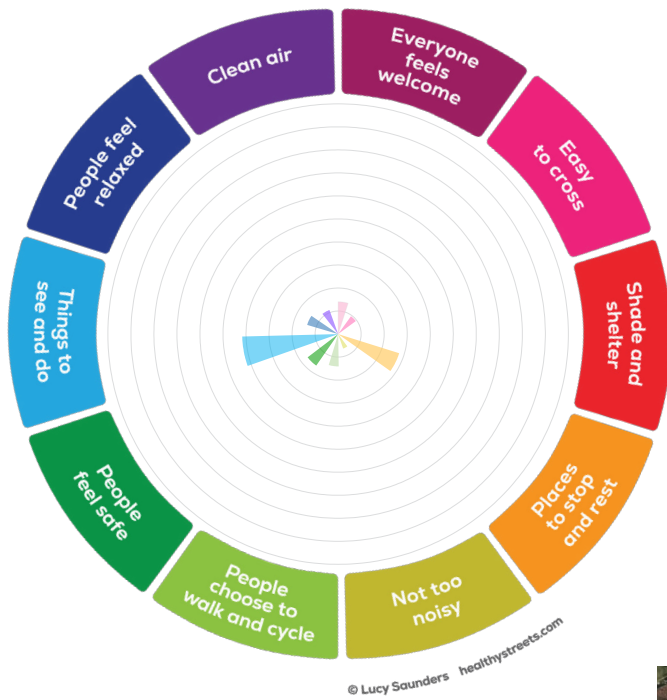 Everyone
feels
welcome
Easy
to cross
Shade and
shelter
Places
to stop
and rest
Not too
noisy
People
choose to
walk and cycle
People
feel safe
Things to
see and do
People feel
relaxed
Clean air
© Lucy Saunders healthystreets.com